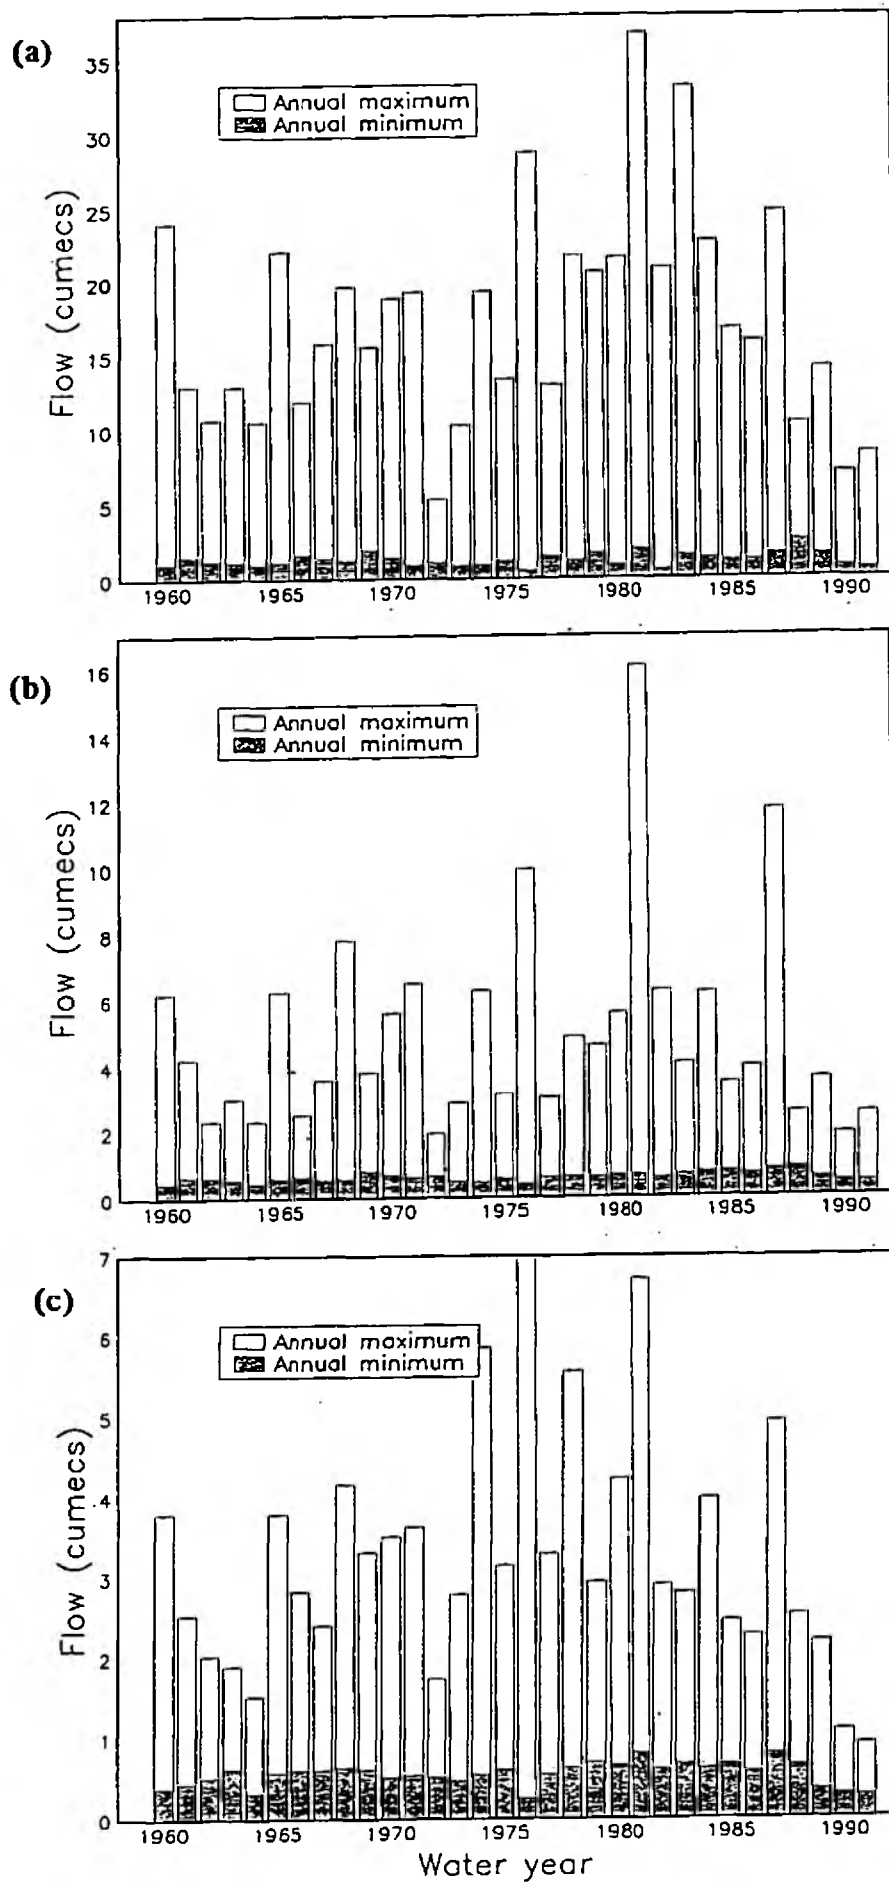 (a)
35
30
25
20
15
10
5
0
Flow (cumecs)
Annual maximum
Annual minimum
1960 1965 1970 1975 1980 1985 1990
(b)
16
14
12
10
8
6
4
2
0
Flow (cumecs)
Annual maximum
Annual minimum
1960 1965 1970 1975 1980 1985 1990
(c)
7
6
5
4
3
2
1
0
Flow (cumecs)
Annual maximum
Annual minimum
1960 1965 1970 1975 1980 1985 1990
Water year